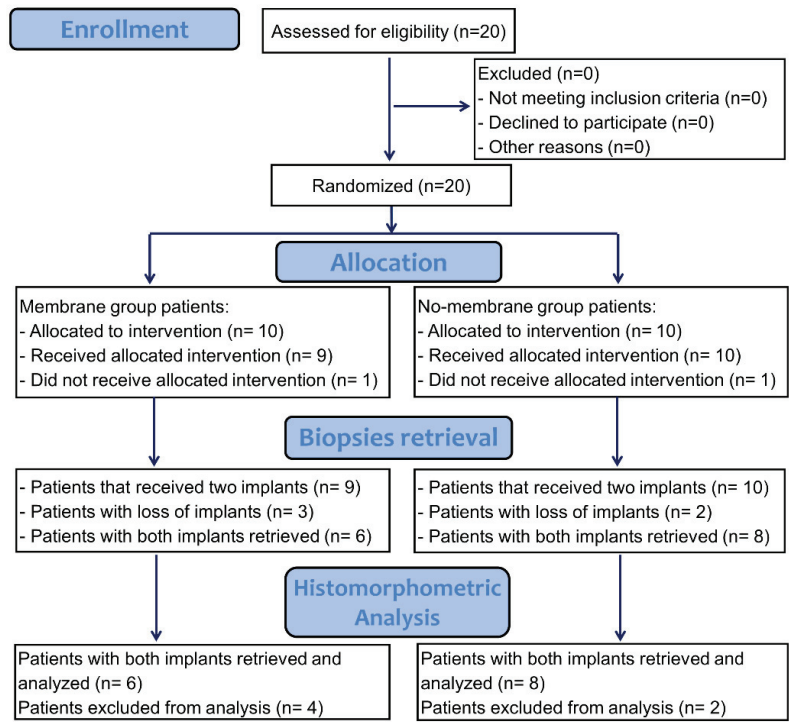 Enrollment
Assessed for eligibility (n=20)
Excluded (n=0)
- Not meeting inclusion criteria (n=0)
- Declined to participate (n=0)
- Other reasons (n=0)
Randomized (n=20)
Allocation
Membrane group patients:
- Allocated to intervention (n= 10)
- Received allocated intervention (n= 9)
- Did not receive allocated intervention (n= 1)
No-membrane group patients:
- Allocated to intervention (n= 10)
- Received allocated intervention (n= 10)
- Did not receive allocated intervention (n= 1)
Biopsies retrieval
- Patients that received two implants (n= 9)
- Patients with loss of implants (n= 3)
- Patients with both implants retrieved (n= 6)
- Patients that received two implants (n= 10)
- Patients with loss of implants (n= 2)
- Patients with both implants retrieved (n= 8)
Histomorphometric
Analysis
Patients with both implants retrieved and
analyzed (n= 6)
Patients excluded from analysis (n= 4)
Patients with both implants retrieved and
analyzed (n= 8)
Patients excluded from analysis (n= 2)